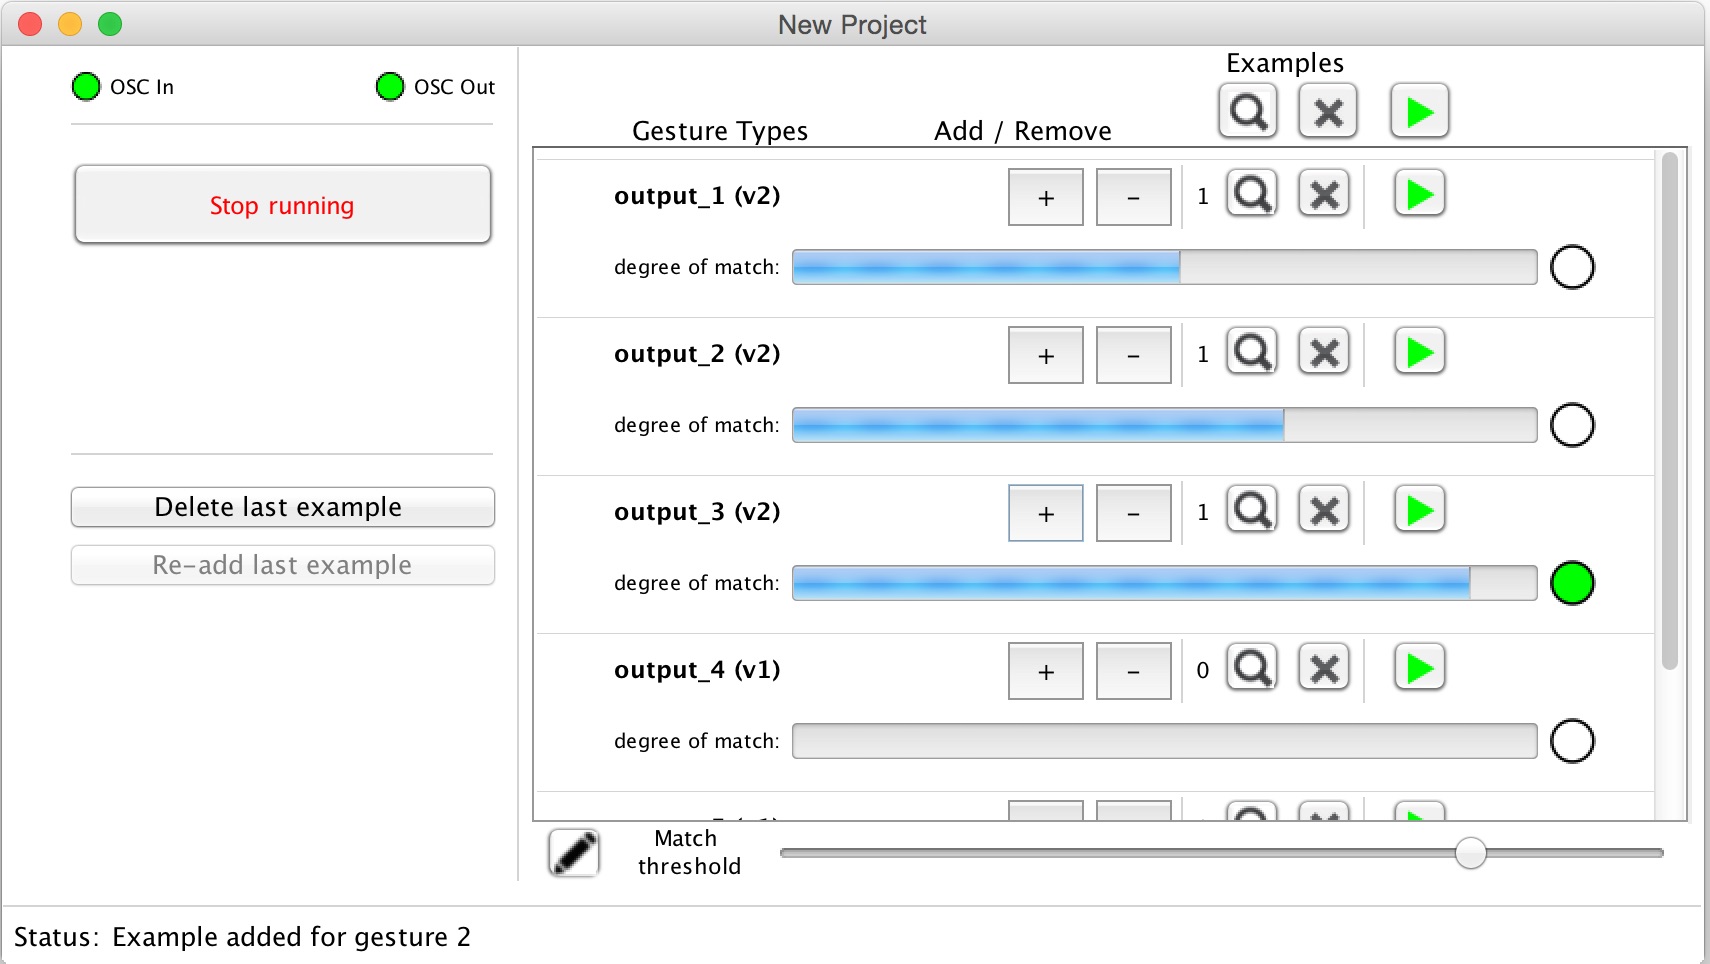 New Project
OSC In
OSC Out
Examples
Gesture Types
Add / Remove
Stop running
output_1 (v2)
+
–
1
degree of match:
output_2 (v2)
+
–
1
degree of match:
Delete last example
output_3 (v2)
+
–
1
Re-add last example
degree of match:
output_4 (v1)
+
–
0
degree of match:
Match
threshold
Status: Example added for gesture 2